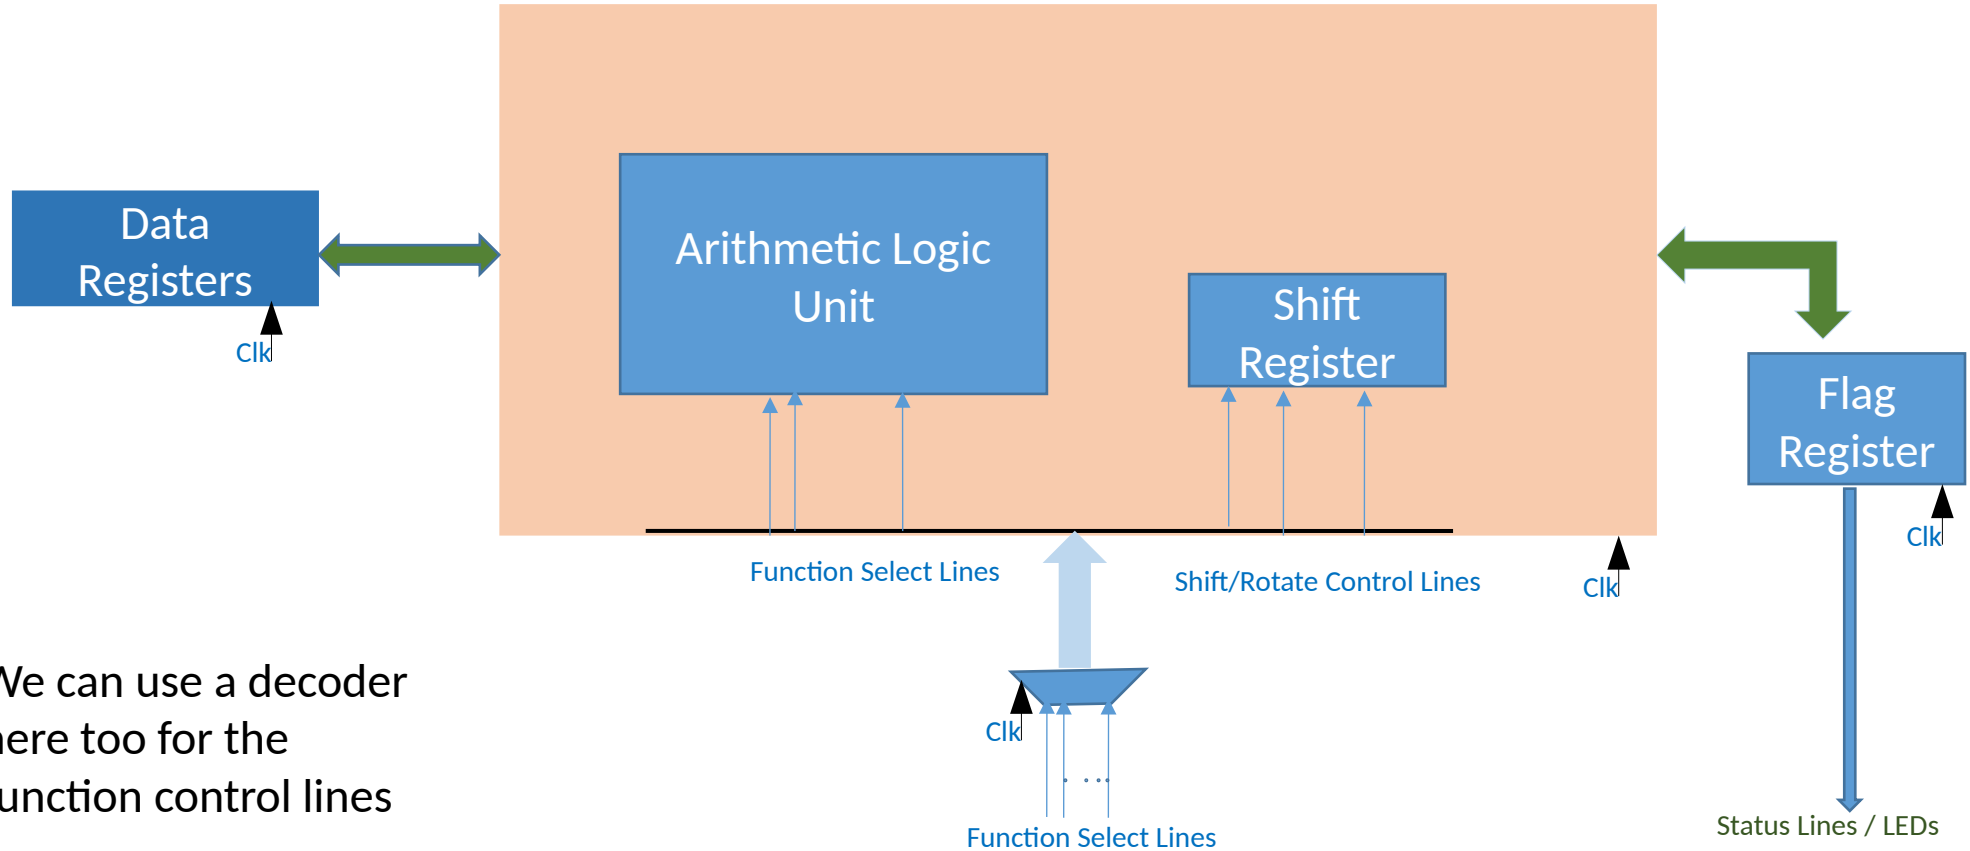 Data
Registers
Clk
Arithmetic Logic
Unit
Shift
Register
Flag
Register
Clk
Function Select Lines
Shift/Rotate Control Lines
Clk
We can use a decoder
here too for the
function control lines
Clk
Function Select Lines
Status Lines / LEDs